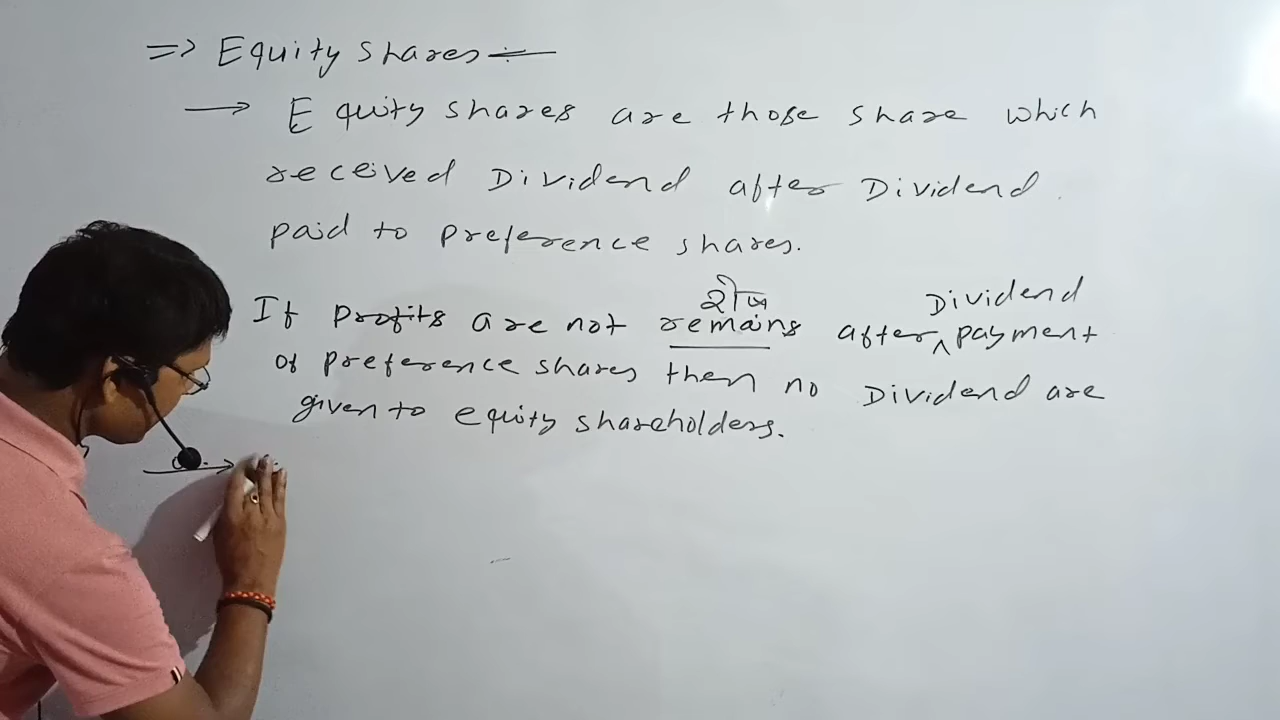 => Equity shares :-
→ Equity shares are those share which
received Dividend after Dividend
paid to preference shares.
शेष
Dividend
If Profits are not remains after ^ payment
of preference shares then no Dividend are
given to equity shareholders.
→